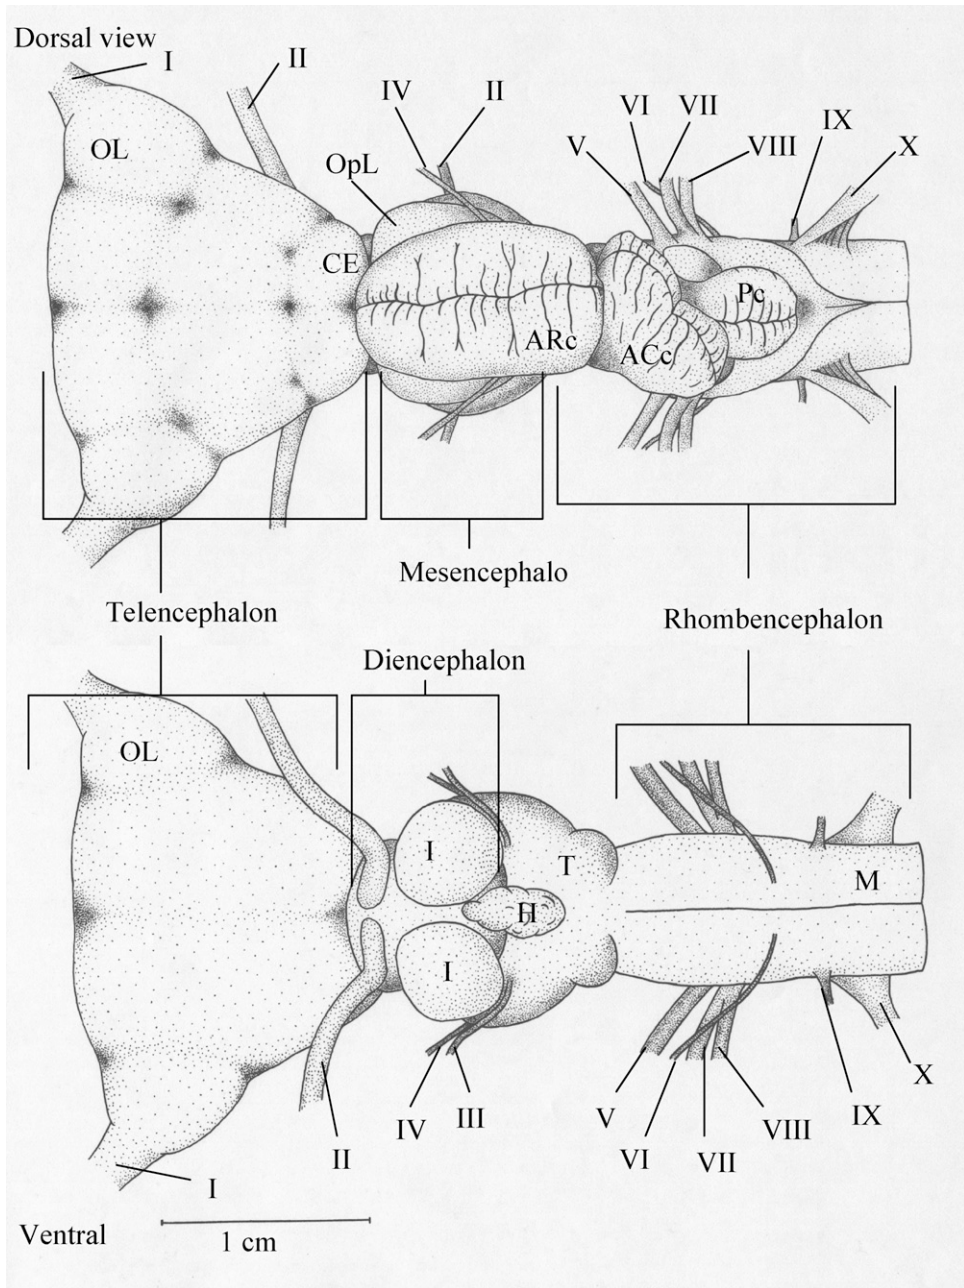 Dorsal view
I
II
IV
II
VI
VII
IX
V
VIII
X
OL
OpL
CE
Pc
ARc
ACc
Mesencephalo
Telencephalon
Rhombencephalon
Diencephalon
OL
I
T
M
H
I
X
IV
III
V
IX
II
VI
VII
VIII
I
Ventral
1 cm